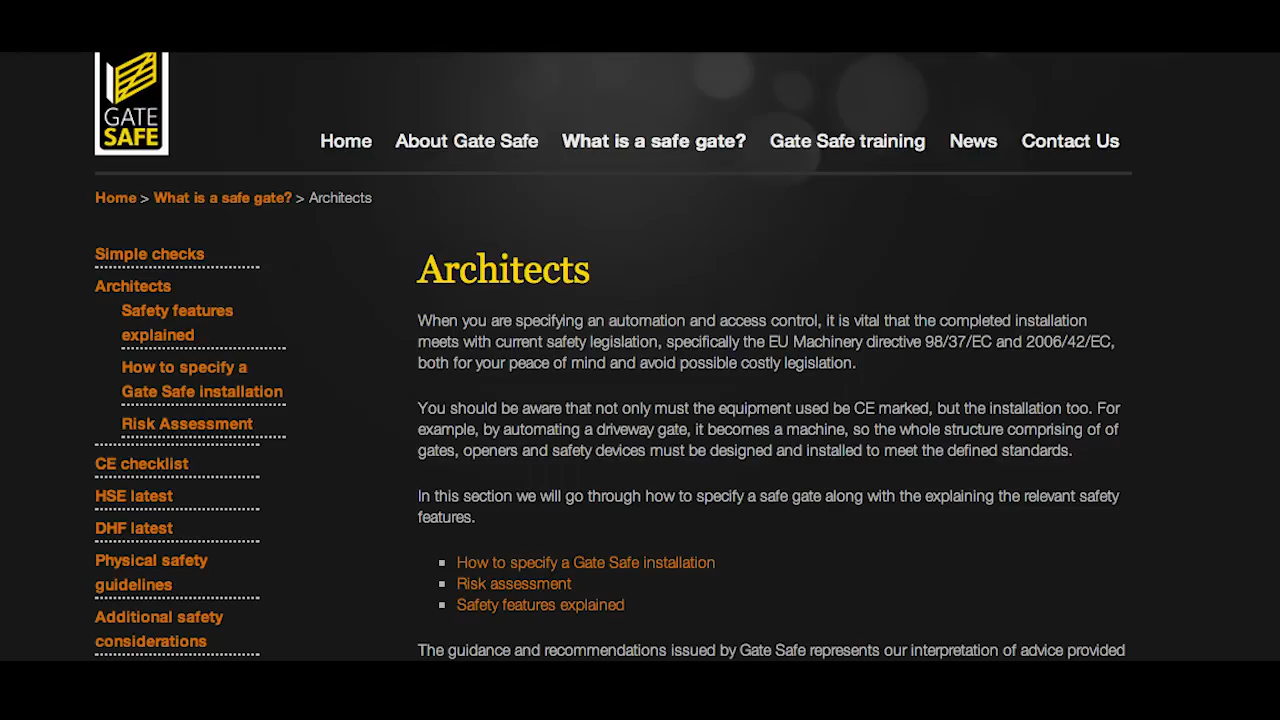 GATE
SAFE
Home About Gate Safe What is a safe gate? Gate Safe training News Contact Us
Home > What is a safe gate? > Architects
Simple checks
Architects
Safety features
explained
How to specify a
Gate Safe installation
Risk Assessment
CE checklist
HSE latest
DHF latest
Physical safety
guidelines
Additional safety
considerations
Architects
When you are specifying an automation and access control, it is vital that the completed installation
meets with current safety legislation, specifically the EU Machinery directive 98/37/EC and 2006/42/EC,
both for your peace of mind and avoid possible costly legislation.
You should be aware that not only must the equipment used be CE marked, but the installation too. For
example, by automating a driveway gate, it becomes a machine, so the whole structure comprising of of
gates, openers and safety devices must be designed and installed to meet the defined standards.
In this section we will go through how to specify a safe gate along with the explaining the relevant safety
features.
How to specify a Gate Safe installation
Risk assessment
Safety features explained
The guidance and recommendations issued by Gate Safe represents our interpretation of advice provided